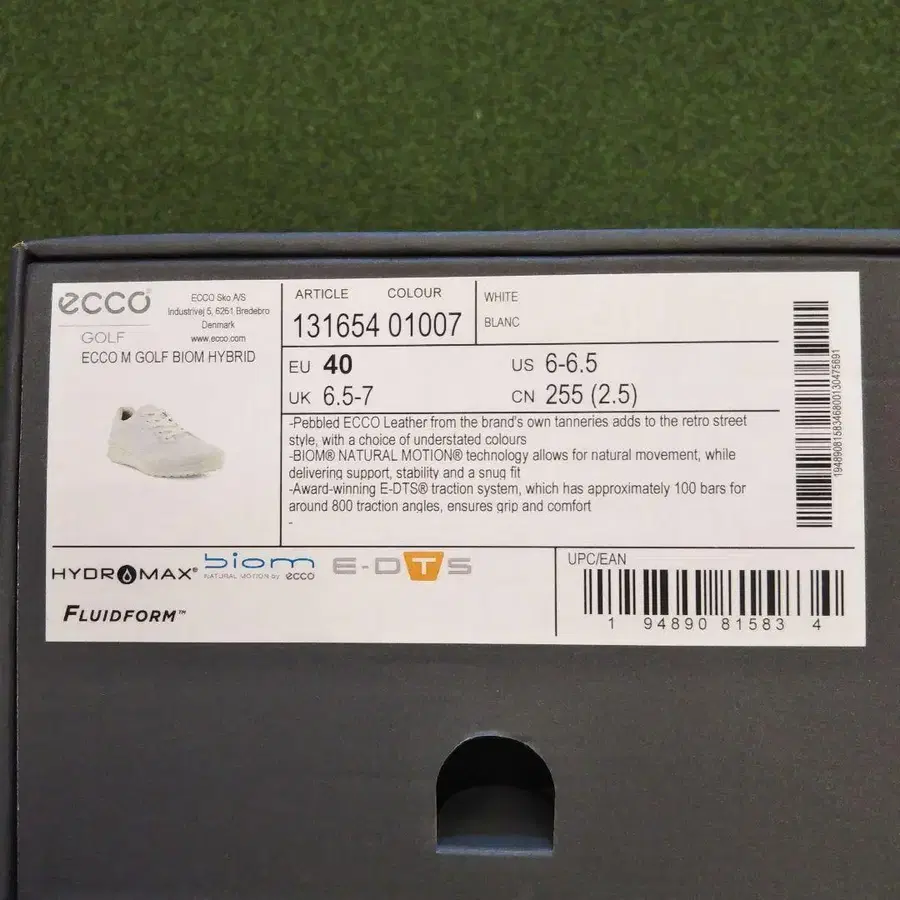 ecco
GOLF
ECCO Sko A/S
Industrivej 5, 6261 Bredebro
Denmark
www.ecco.com
ECCO M GOLF BIOM HYBRID
ARTICLE COLOUR
131654 01007
WHITE
BLANC
EU 40
US 6-6.5
UK 6.5-7
CN 255 (2.5)
-Pebbled ECCO Leather from the brand's own tanneries adds to the retro street
style, with a choice of understated colours
-BIOM® NATURAL MOTION® technology allows for natural movement, while
delivering support, stability and a snug fit
-Award-winning E-DTS® traction system, which has approximately 100 bars for
around 800 traction angles, ensures grip and comfort
-
HYDROMAX®
biom
NATURAL MOTION by ecco
E-DTS
FLUIDFORM™
UPC/EAN
1 94890 81583 4